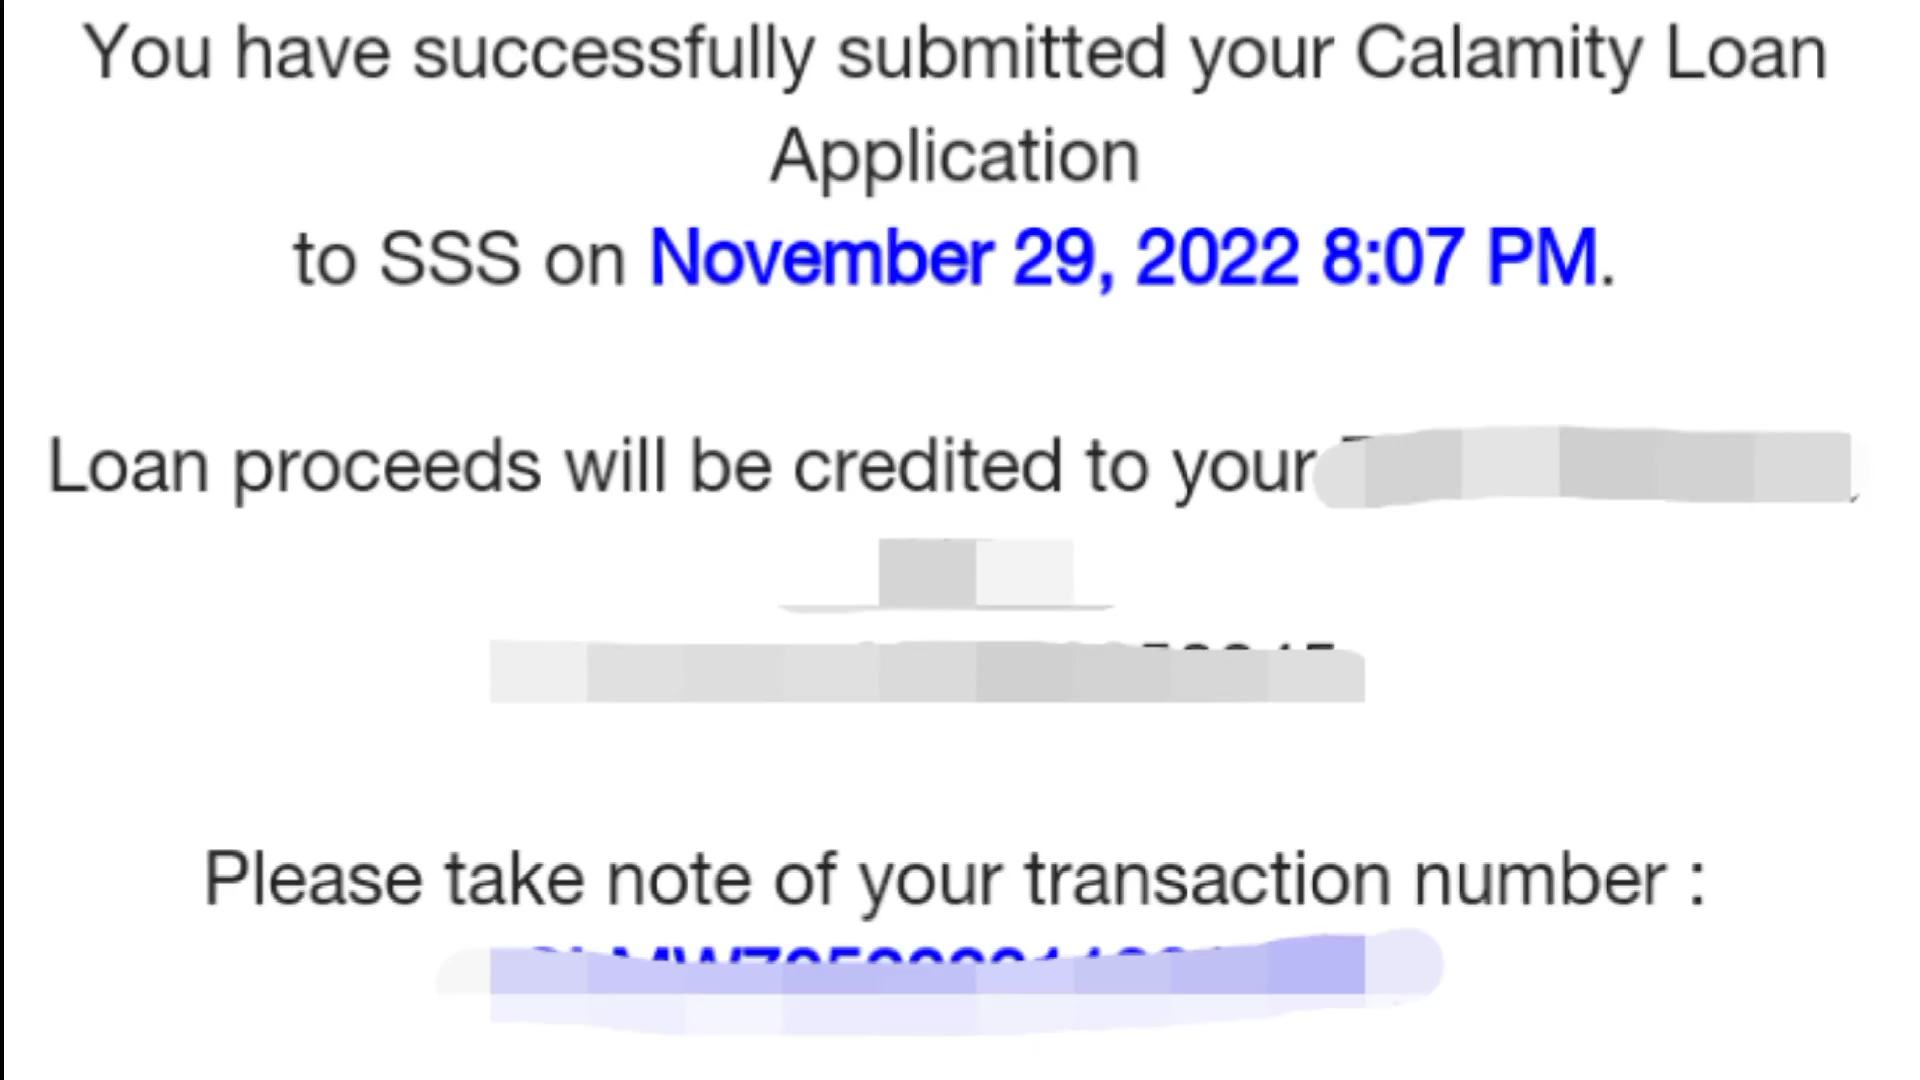 You have successfully submitted your Calamity Loan
Application
to SSS on November 29, 2022 8:07 PM.
Loan proceeds will be credited to your
Please take note of your transaction number :